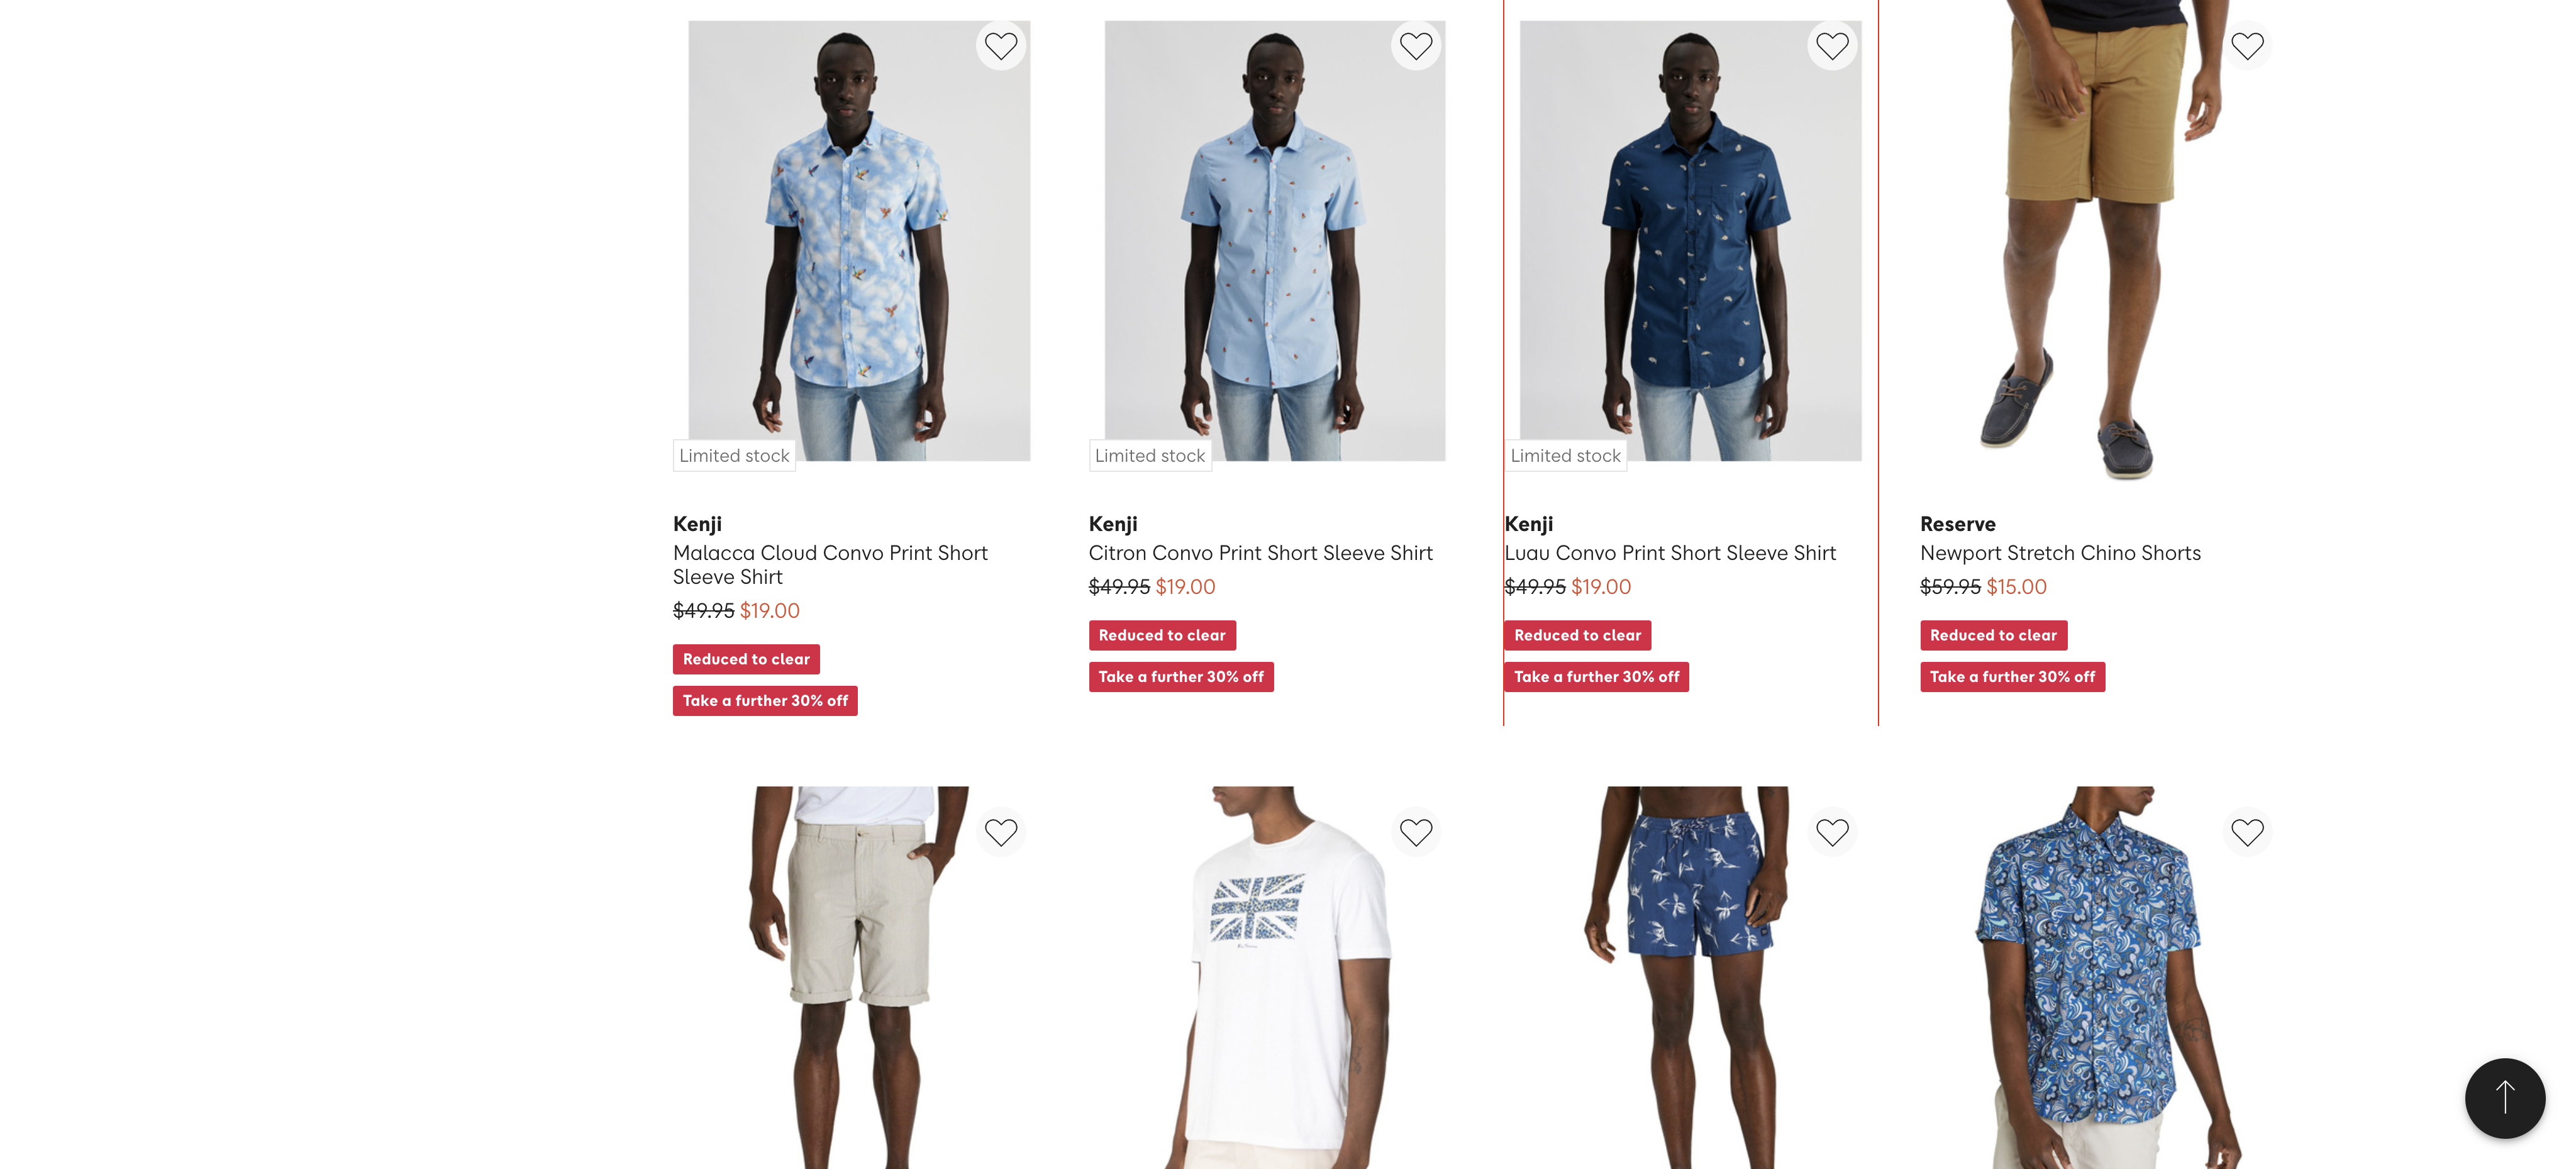 Limited stock
Limited stock
Limited stock
Kenji
Malacca Cloud Convo Print Short
Sleeve Shirt
$49.95 $19.00
Reduced to clear
Take a further 30% off
Kenji
Citron Convo Print Short Sleeve Shirt
$49.95 $19.00
Reduced to clear
Take a further 30% off
Kenji
Luau Convo Print Short Sleeve Shirt
$49.95 $19.00
Reduced to clear
Take a further 30% off
Reserve
Newport Stretch Chino Shorts
$59.95 $15.00
Reduced to clear
Take a further 30% off